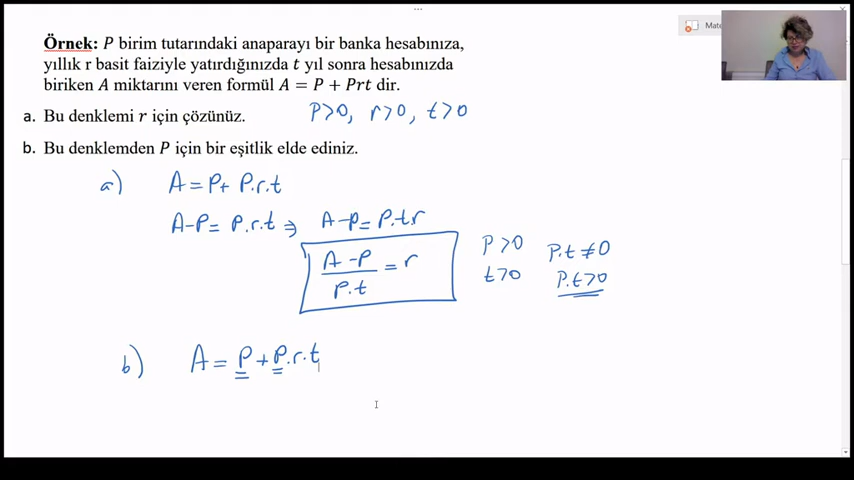 Mate
Örnek: P birim tutarındaki anaparayı bir banka hesabınıza,
yıllık r basit faiziyle yatırdığınızda t yıl sonra hesabınızda
biriken A miktarını veren formül A = P + Prt dir.
a. Bu denklemi r için çözünüz. P>0, r>0, t>0
b. Bu denklemden P için bir eşitlik elde ediniz.
a) A = P + P.r.t
A-P = P.r.t ⇒ A-P = P.t.r
A-P / P.t = r
P>0 P.t ≠ 0
t>0 P.t>0
b) A = P + P.r.t